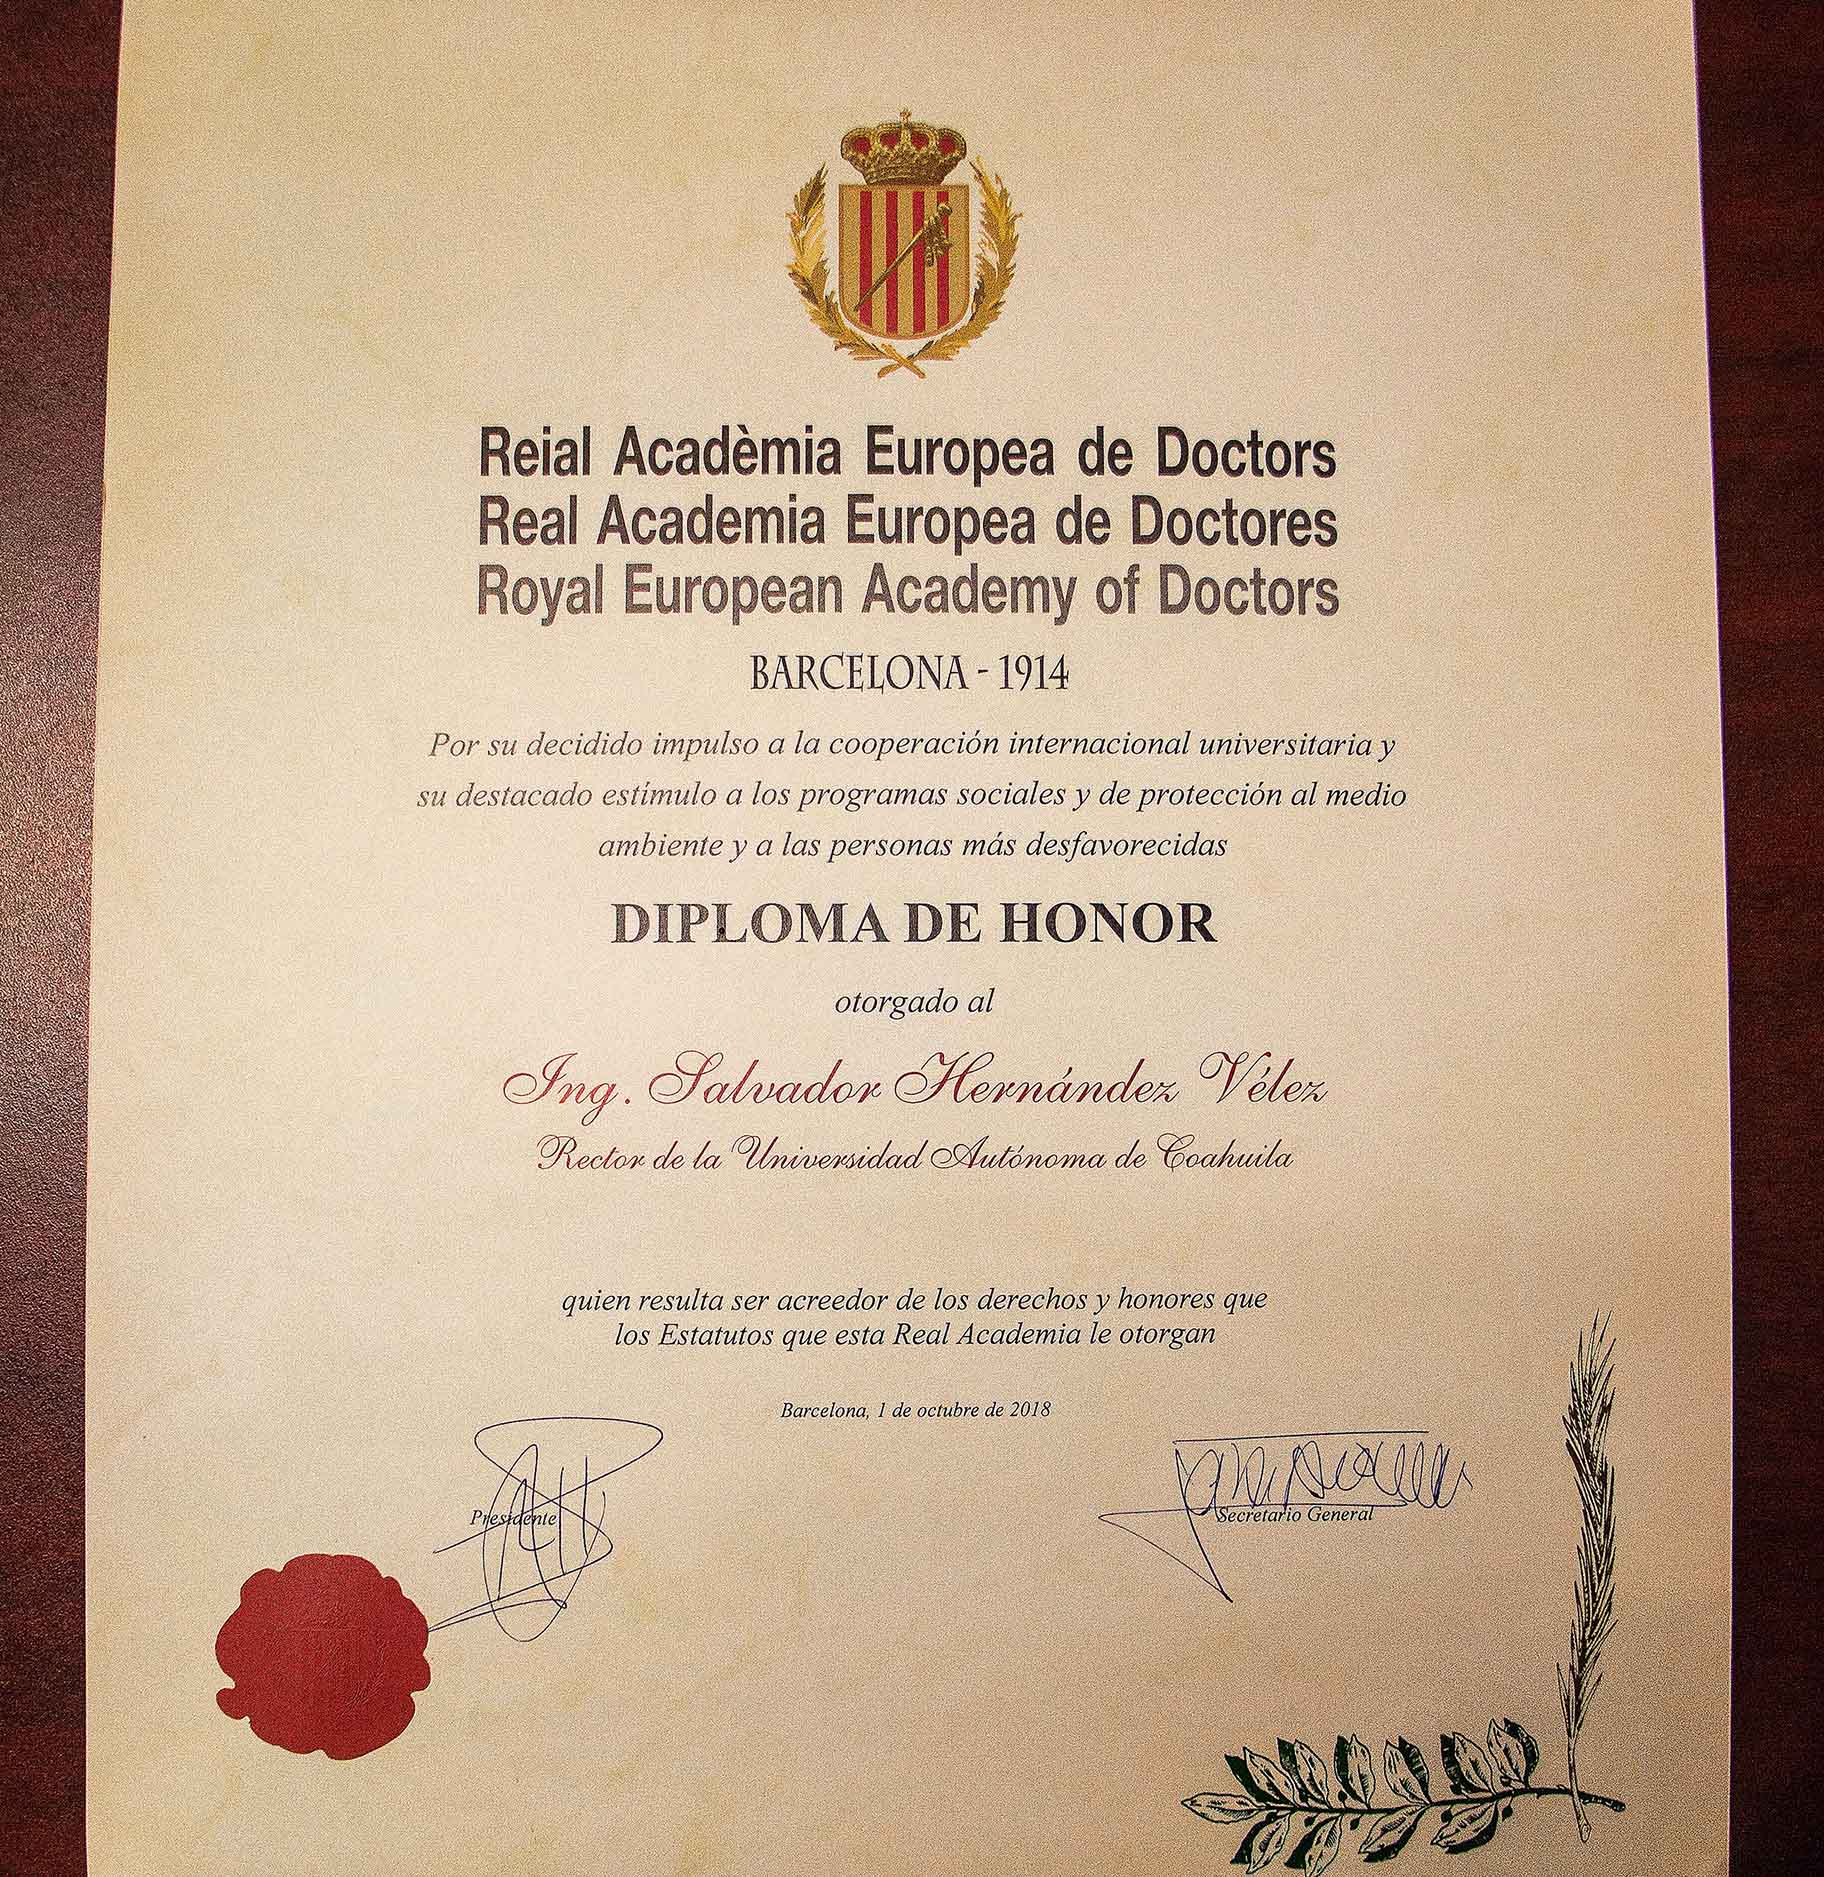 Reial Acadèmia Europea de Doctors
Real Academia Europea de Doctores
Royal European Academy of Doctors
BARCELONA - 1914
Por su decidido impulso a la cooperación internacional universitaria y
su destacado estímulo a los programas sociales y de protección al medio
ambiente y a las personas más desfavorecidas
DIPLOMA DE HONOR
otorgado al
Ing. Salvador Hernández Vélez
Rector de la Universidad Autónoma de Coahuila
quien resulta ser acreedor de los derechos y honores que
los Estatutos que esta Real Academia le otorgan
Barcelona, 1 de octubre de 2018
Presidente
Secretario General